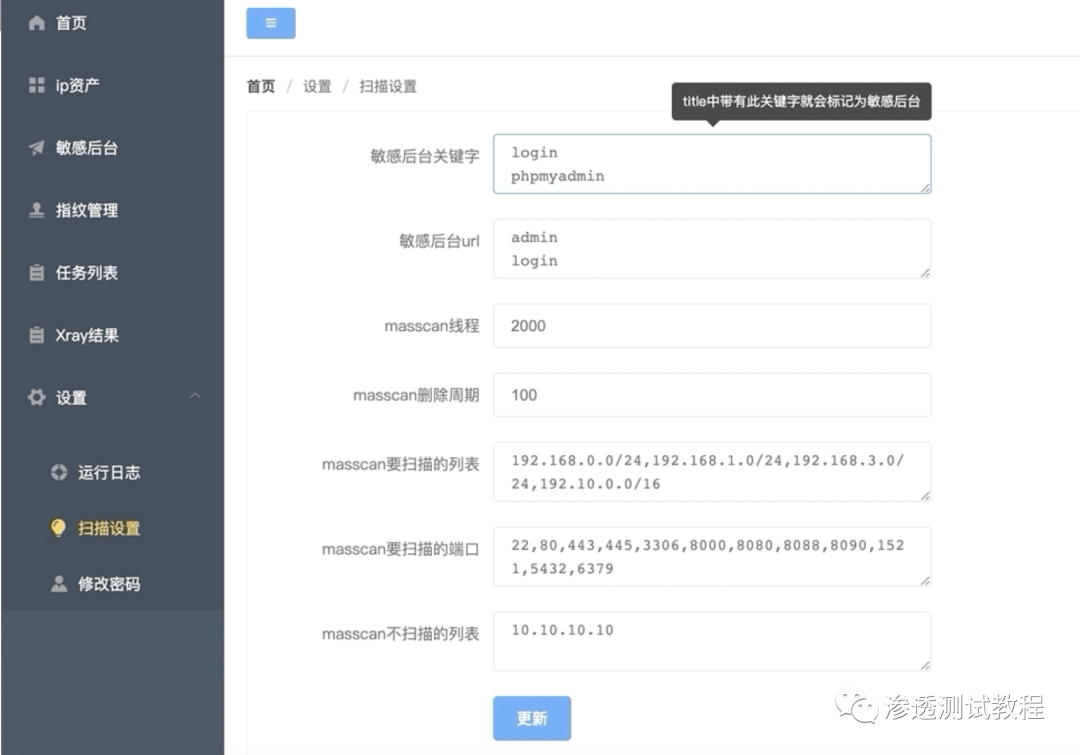 首页
ip资产
敏感后台
指纹管理
任务列表
Xray结果
设置
运行日志
扫描设置
修改密码
首页 / 设置 / 扫描设置
title中带有此关键字就会标记为敏感后台
敏感后台关键字
login
phpmyadmin
敏感后台url
admin
login
masscan线程
2000
masscan删除周期
100
masscan要扫描的列表
192.168.0.0/24,192.168.1.0/24,192.168.3.0/
24,192.10.0.0/16
masscan要扫描的端口
22,80,443,445,3306,8000,8080,8088,8090,152
1,5432,6379
masscan不扫描的列表
10.10.10.10
更新
渗透测试教程